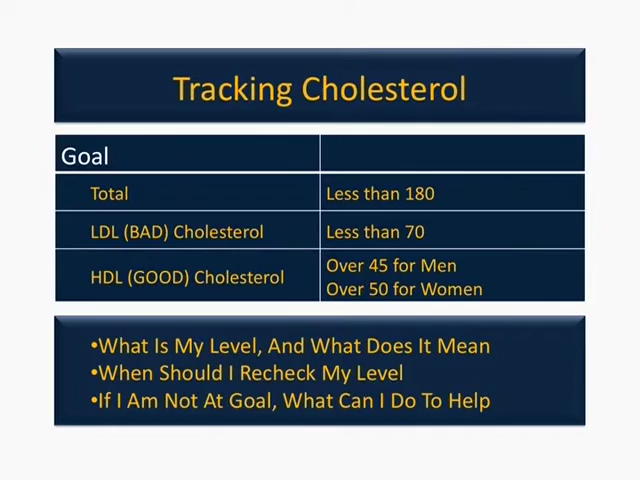 Tracking Cholesterol
Goal
Total Less than 180
LDL (BAD) Cholesterol Less than 70
HDL (GOOD) Cholesterol Over 45 for Men
Over 50 for Women
•What Is My Level, And What Does It Mean
•When Should I Recheck My Level
•If I Am Not At Goal, What Can I Do To Help